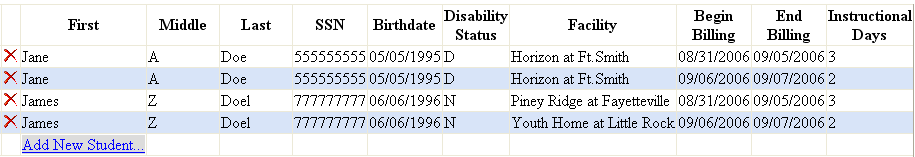 First Middle Last SSN Birthdate Disability Status Facility Begin Billing End Billing Instructional Days
Jane A Doe 555555555 05/05/1995 D Horizon at Ft.Smith 08/31/2006 09/05/2006 3
Jane A Doe 555555555 05/05/1995 D Horizon at Ft.Smith 09/06/2006 09/07/2006 2
James Z Doel 777777777 06/06/1996 N Piney Ridge at Fayetteville 08/31/2006 09/05/2006 3
James Z Doel 777777777 06/06/1996 N Youth Home at Little Rock 09/06/2006 09/07/2006 2
Add New Student...